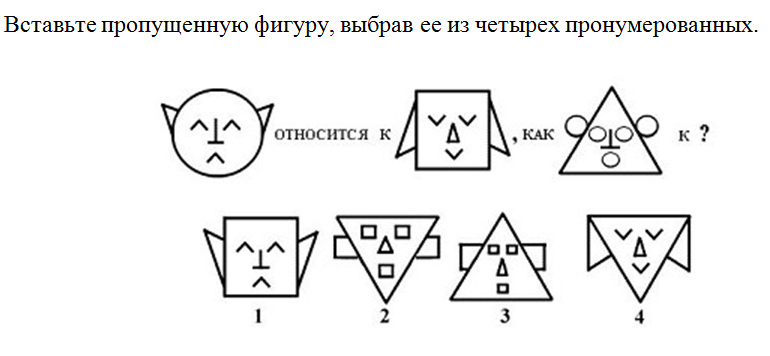 Вставьте пропущенную фигуру, выбрав ее из четырех пронумерованных.
относится к , как к ?
1 2 3 4